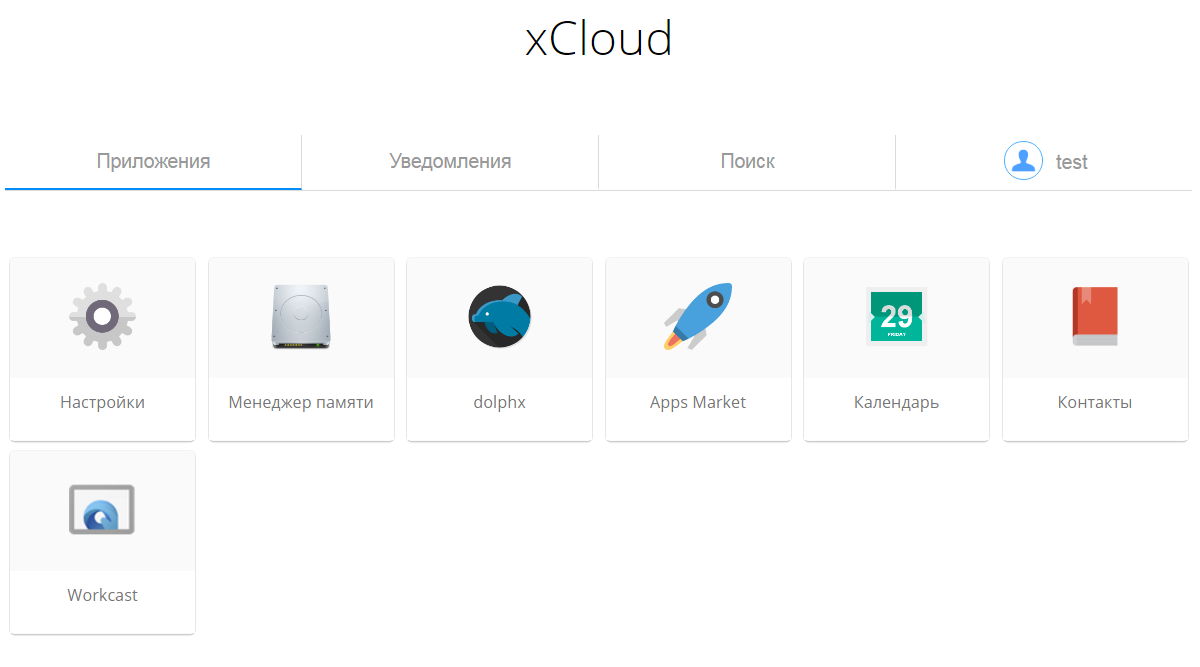 xCloud
Приложения
Уведомления
Поиск
test
29
FRIDAY
Настройки
Менеджер памяти
dolphx
Apps Market
Календарь
Контакты
Workcast